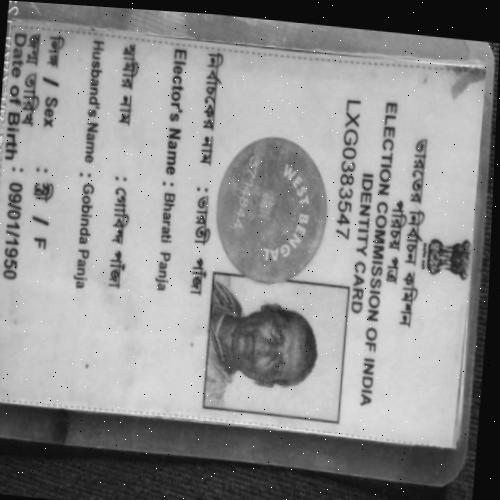 ভারতের নির্বাচন কমিশন
পরিচয় পত্র
ELECTION COMMISSION OF INDIA
IDENTITY CARD
LXG0383547
WEST BENGAL
নির্বাচকের নাম : ভারতী পাঁজা
Elector's Name : Bharati Panja
স্বামীর নাম : গোবিন্দ পাঁজা
Husband's Name : Gobinda Panja
লিঙ্গ / Sex : স্ত্রী / F
জন্ম তারিখ
Date of Birth : 09/01/1950